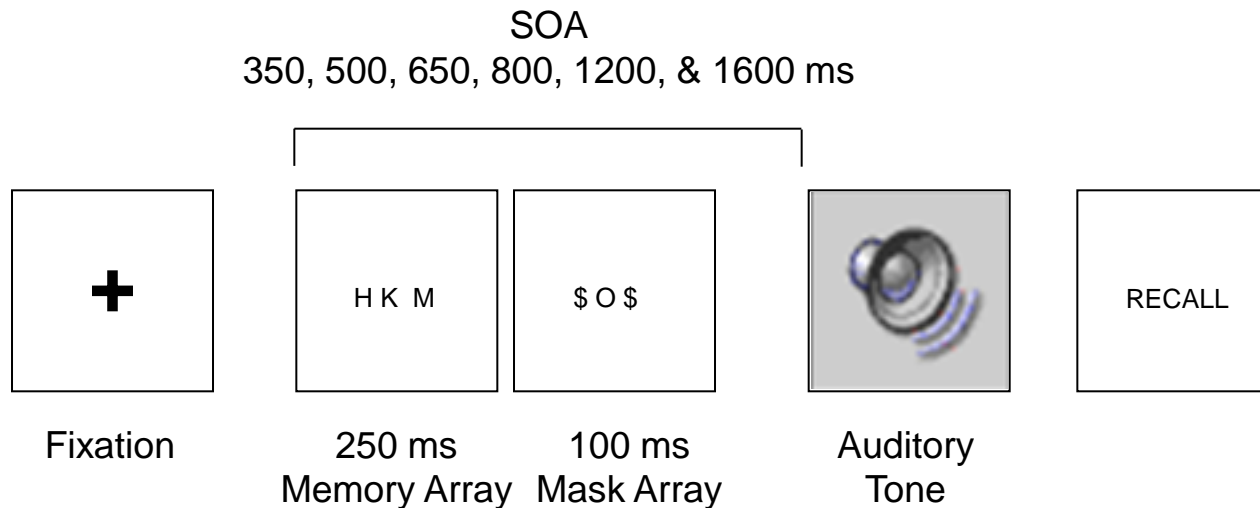 SOA
350, 500, 650, 800, 1200, & 1600 ms
+
H K M
$ O $
RECALL
Fixation
250 ms
Memory Array
100 ms
Mask Array
Auditory
Tone